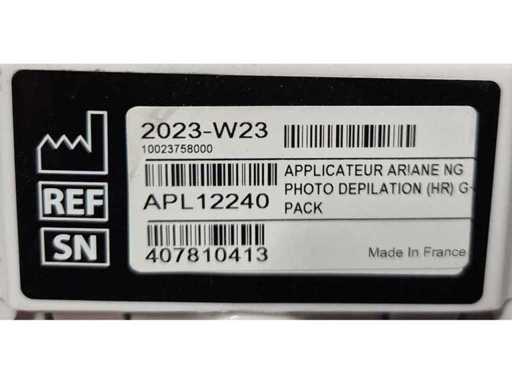 2023-W23
10023758000
REF
APL12240
APPLICATEUR ARIANE NG
PHOTO DEPILATION (HR) G-
PACK
SN
407810413
Made In France